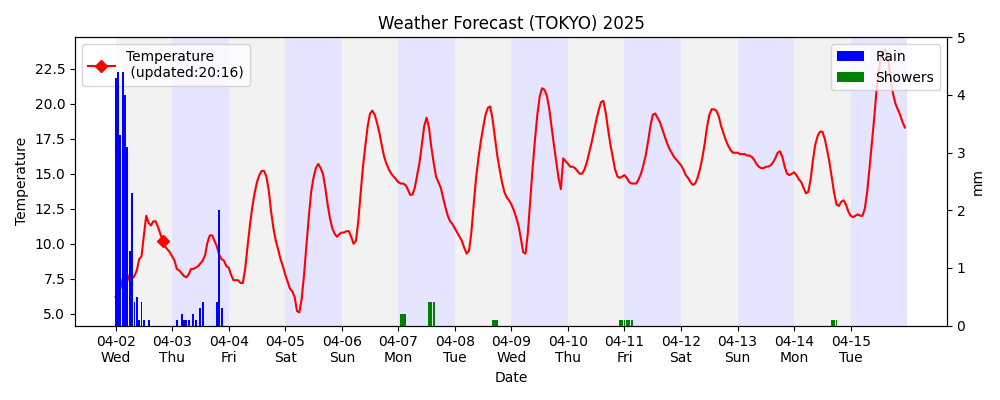 Weather Forecast (TOKYO) 2025
Temperature
(updated:20:16)
Rain
Showers
Temperature
22.5
20.0
17.5
15.0
12.5
10.0
7.5
5.0
5
4
3
2
1
0
mm
04-02 04-03 04-04 04-05 04-06 04-07 04-08 04-09 04-10 04-11 04-12 04-13 04-14 04-15
Wed Thu Fri Sat Sun Mon Tue Wed Thu Fri Sat Sun Mon Tue
Date